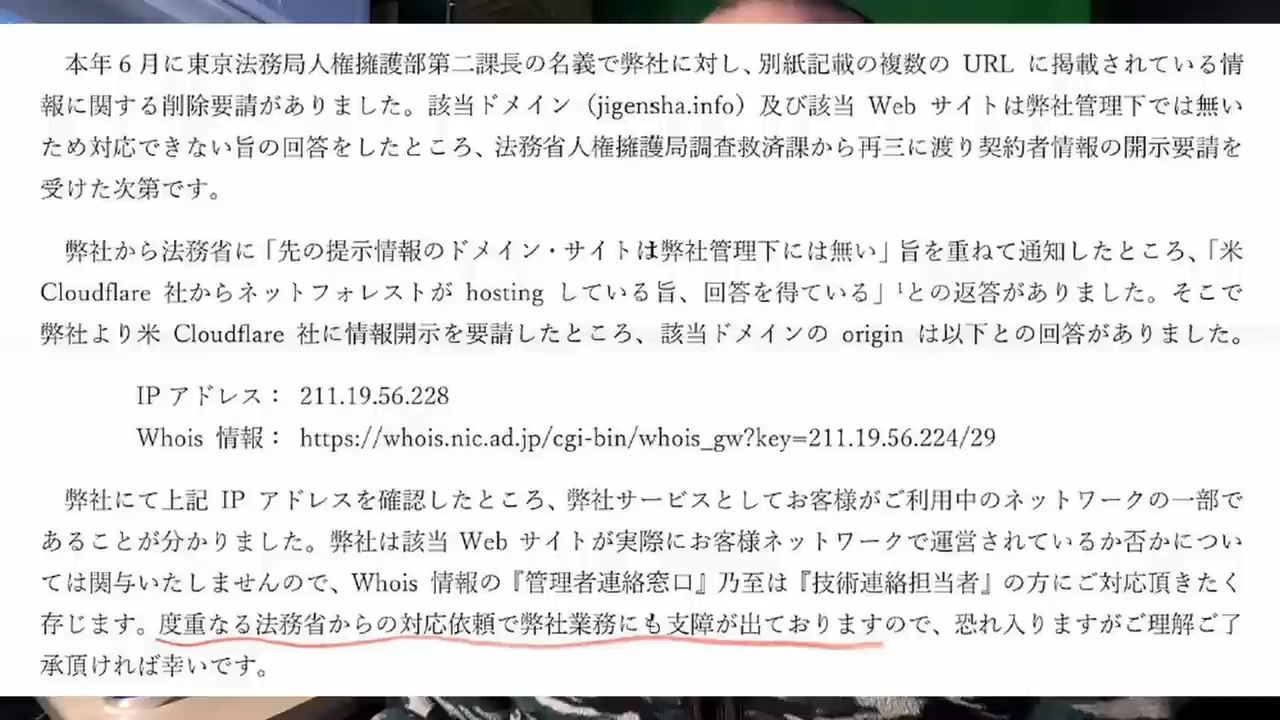 本年6月に東京法務局人権擁護部第二課長の名義で弊社に対し、別紙記載の複数の URL に掲載されている情
報に関する削除要請がありました。該当ドメイン（jigensha.info）及び該当 Web サイトは弊社管理下では無い
ため対応できない旨の回答をしたところ、法務省人権擁護局調査救済課から再三に渡り契約者情報の開示要請を
受けた次第です。
弊社から法務省に「先の提示情報のドメイン・サイトは弊社管理下には無い」旨を重ねて通知したところ、「米
Cloudflare 社からネットフォレストが hosting している旨、回答を得ている」¹との返答がありました。そこで
弊社より米 Cloudflare 社に情報開示を要請したところ、該当ドメインの origin は以下との回答がありました。
IP アドレス： 211.19.56.228
Whois 情報： https://whois.nic.ad.jp/cgi-bin/whois_gw?key=211.19.56.224/29
弊社にて上記 IP アドレスを確認したところ、弊社サービスとしてお客様がご利用中のネットワークの一部で
あることが分かりました。弊社は該当 Web サイトが実際にお客様ネットワークで運営されているか否かについ
ては関与いたしませんので、Whois 情報の『管理者連絡窓口』乃至は『技術連絡担当者』の方にご対応頂きたく
存じます。度重なる法務省からの対応依頼で弊社業務にも支障が出ておりますので、恐れ入りますがご理解ご了
承頂ければ幸いです。